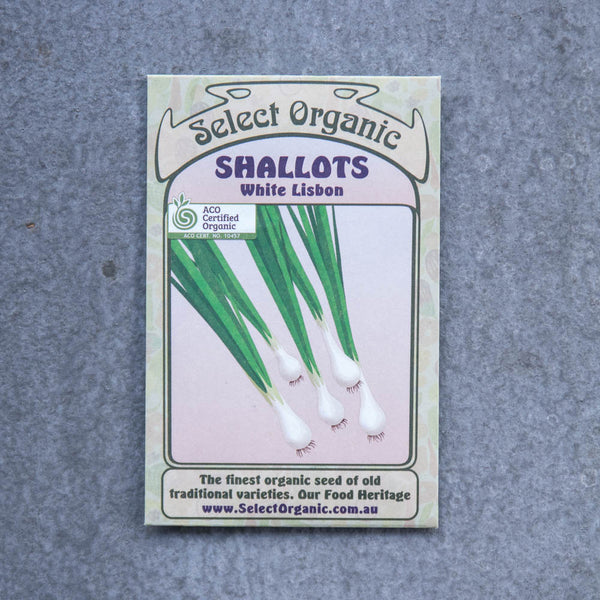 Select Organic
SHALLOTS
White Lisbon
ACO
Certified
Organic
ACO CERT. NO. 10457
The finest organic seed of old
traditional varieties. Our Food Heritage
www.SelectOrganic.com.au